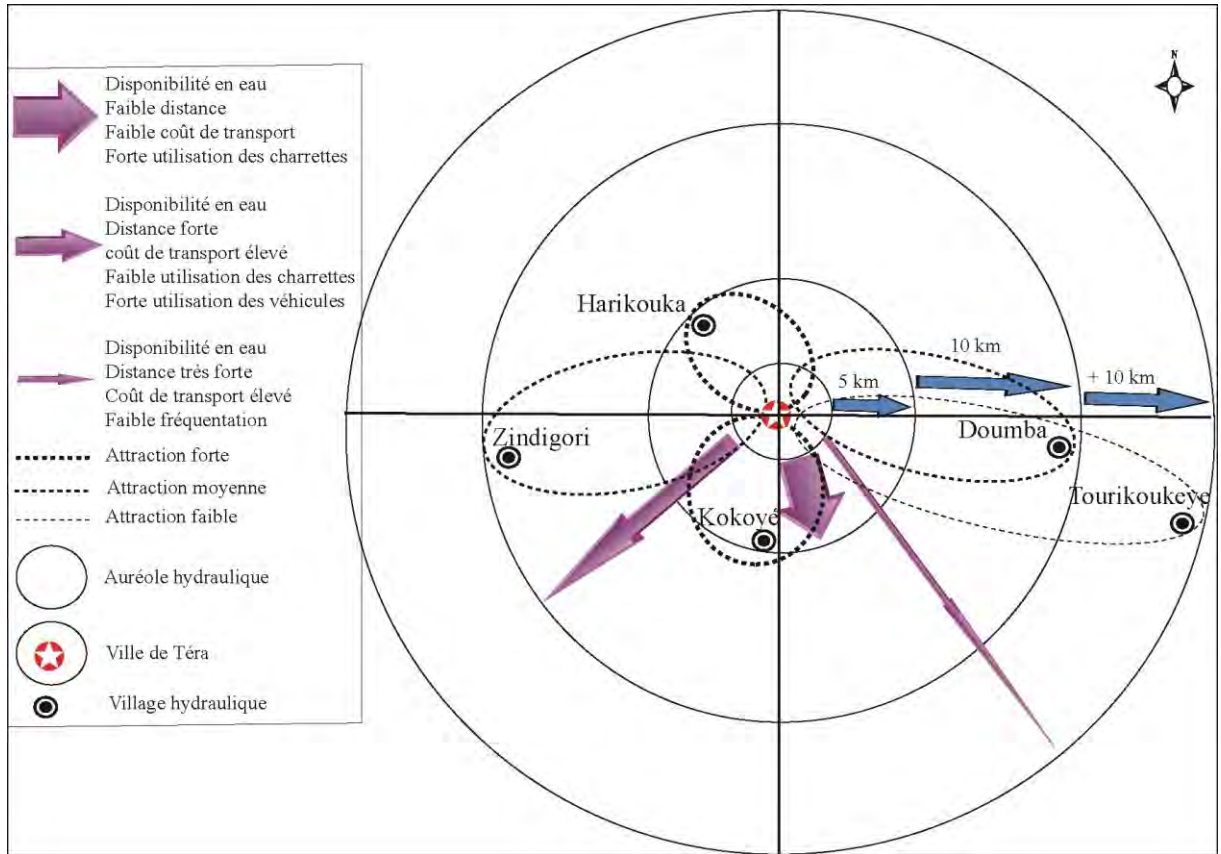 Disponibilité en eau
Faible distance
Faible coût de transport
Forte utilisation des charrettes
Disponibilité en eau
Distance forte
coût de transport élevé
Faible utilisation des charrettes
Forte utilisation des véhicules
Disponibilité en eau
Distance très forte
Coût de transport élevé
Faible fréquentation
Attraction forte
Attraction moyenne
Attraction faible
Auréole hydraulique
Ville de Téra
Village hydraulique
N
Harikouka
10 km
5 km
+ 10 km
Zindigori
Doumba
Tourikoukeye
Kokoyé